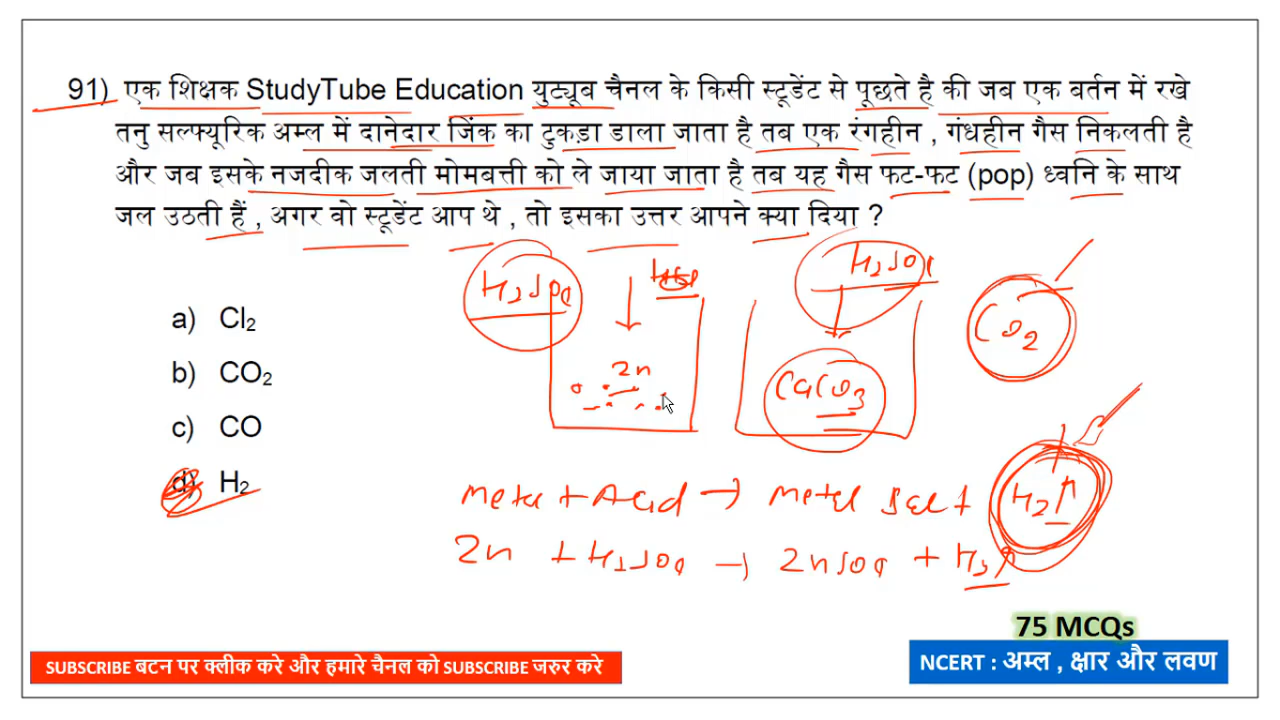 91) एक शिक्षक StudyTube Education युट्यूब चैनल के किसी स्टूडेंट से पूछते है की जब एक बर्तन में रखे
तनु सल्फ्यूरिक अम्ल में दानेदार जिंक का टुकड़ा डाला जाता है तब एक रंगहीन , गंधहीन गैस निकलती है
और जब इसके नजदीक जलती मोमबत्ती को ले जाया जाता है तब यह गैस फट-फट (pop) ध्वनि के साथ
जल उठती हैं , अगर वो स्टूडेंट आप थे , तो इसका उत्तर आपने क्या दिया ?
H2SO4
H2SO4
a) Cl2
CO2
b) CO2
Zn
CaCO3
c) CO
d) H2
Metal + Acid → Metal Salt + H2↑
Zn + H2SO4 → ZnSO4 + H2↑
75 MCQs
SUBSCRIBE बटन पर क्लीक करे और हमारे चैनल को SUBSCRIBE जरुर करे
NCERT : अम्ल , क्षार और लवण